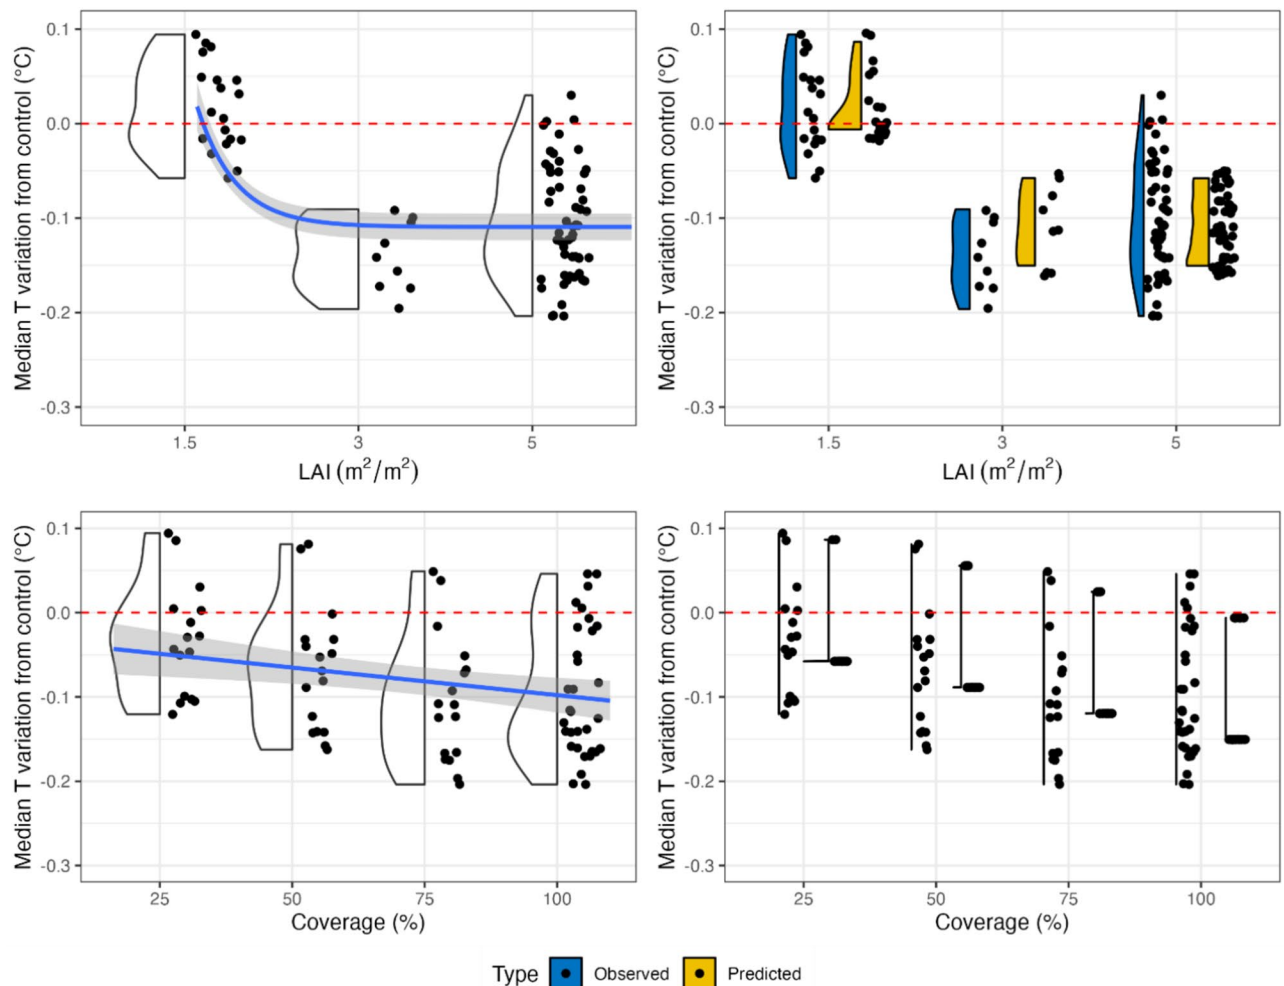 0.1
0.0
-0.1
-0.2
-0.3
Median T variation from control (°C)
1.5 3 5
LAI (m²/m²)
0.1
0.0
-0.1
-0.2
-0.3
Median T variation from control (°C)
1.5 3 5
LAI (m²/m²)
0.1
0.0
-0.1
-0.2
-0.3
Median T variation from control (°C)
25 50 75 100
Coverage (%)
0.1
0.0
-0.1
-0.2
-0.3
Median T variation from control (°C)
25 50 75 100
Coverage (%)
Type Observed Predicted